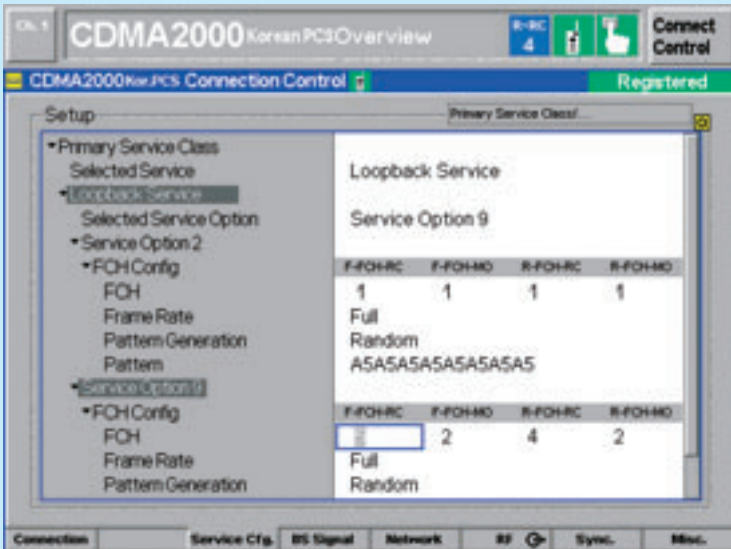 Ch. 1
CDMA2000 Korean PCS Overview
R-RC
4
Connect
Control
CDMA2000 Kor.PCS Connection Control
Registered
Setup
Primary Service Class/...
Primary Service Class
Selected Service Loopback Service
Loopback Service
Selected Service Option Service Option 9
Service Option 2
FCH Config F-FCH-RC F-FCH-MO R-FCH-RC R-FCH-MO
FCH 1 1 1 1
Frame Rate Full
Pattern Generation Random
Pattern A5A5A5A5A5A5A5A5
Service Option 9
FCH Config F-FCH-RC F-FCH-MO R-FCH-RC R-FCH-MO
FCH 2 4 2
Frame Rate Full
Pattern Generation Random
Connection Service Cfg. BS Signal Network RF Sync. Misc.